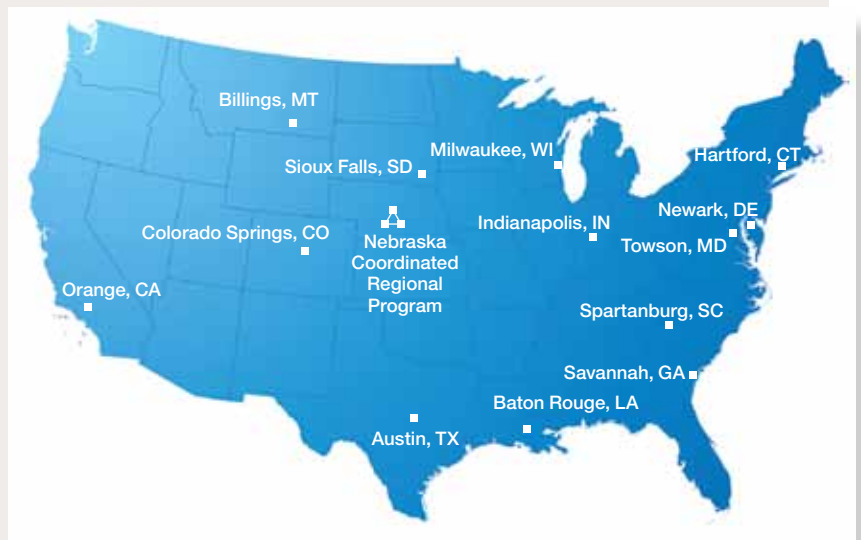 Billings, MT
Milwaukee, WI
Hartford, CT
Sioux Falls, SD
Newark, DE
Indianapolis, IN
Colorado Springs, CO
Towson, MD
Nebraska
Coordinated
Regional
Program
Orange, CA
Spartanburg, SC
Savannah, GA
Baton Rouge, LA
Austin, TX